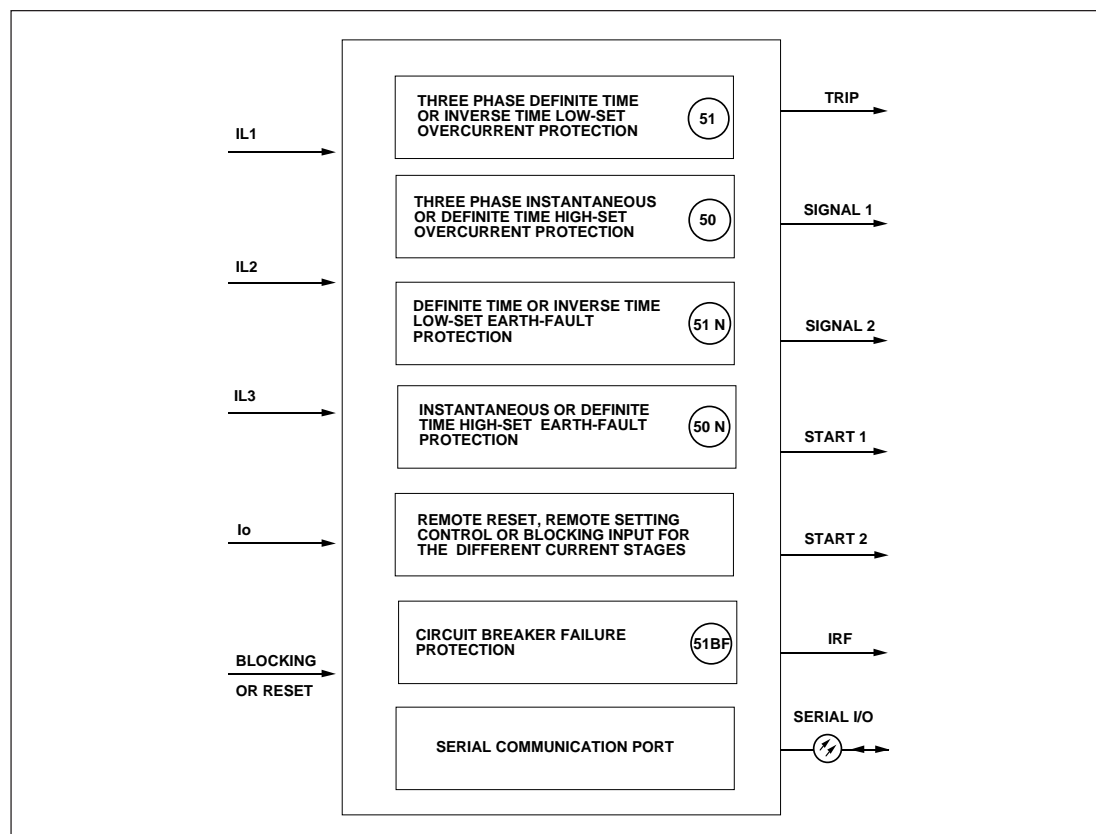 IL1
IL2
IL3
Io
BLOCKING
OR RESET
THREE PHASE DEFINITE TIME
OR INVERSE TIME LOW-SET
OVERCURRENT PROTECTION
51
THREE PHASE INSTANTANEOUS
OR DEFINITE TIME HIGH-SET
OVERCURRENT PROTECTION
50
DEFINITE TIME OR INVERSE TIME
LOW-SET EARTH-FAULT
PROTECTION
51 N
INSTANTANEOUS OR DEFINITE
TIME HIGH-SET EARTH-FAULT
PROTECTION
50 N
REMOTE RESET, REMOTE SETTING
CONTROL OR BLOCKING INPUT FOR
THE DIFFERENT CURRENT STAGES
CIRCUIT BREAKER FAILURE
PROTECTION
51BF
SERIAL COMMUNICATION PORT
TRIP
SIGNAL 1
SIGNAL 2
START 1
START 2
IRF
SERIAL I/O